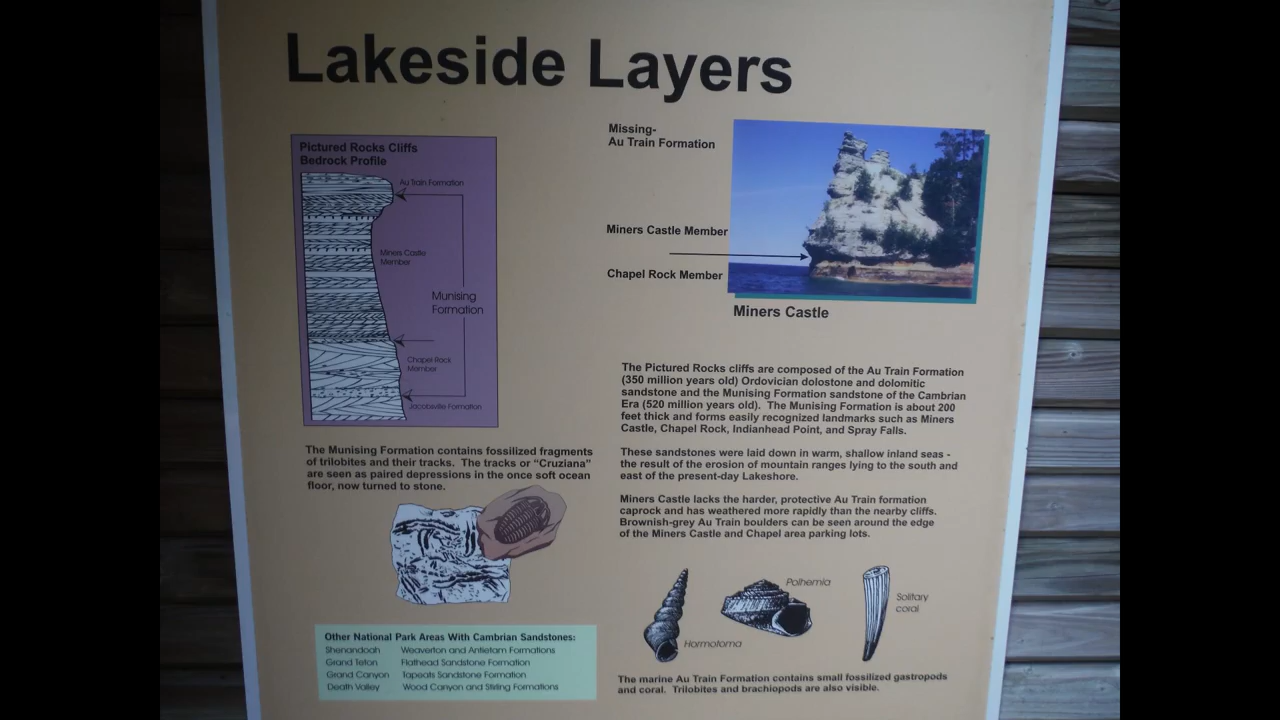 Lakeside Layers
Pictured Rocks Cliffs
Bedrock Profile
Au Train Formation
Miners Castle
Member
Munising
Formation
Chapel Rock
Member
Jacobsville Formation
The Munising Formation contains fossilized fragments
of trilobites and their tracks. The tracks or “Cruziana”
are seen as paired depressions in the once soft ocean
floor, now turned to stone.
Other National Park Areas With Cambrian Sandstones:
Shenandoah Weaverton and Antietam Formations
Grand Teton Flathead Sandstone Formation
Grand Canyon Tapeats Sandstone Formation
Death Valley Wood Canyon and Stirling Formations
Missing-
Au Train Formation
Miners Castle Member
Chapel Rock Member
Miners Castle
The Pictured Rocks cliffs are composed of the Au Train Formation
(350 million years old) Ordovician dolostone and dolomitic
sandstone and the Munising Formation sandstone of the Cambrian
Era (520 million years old). The Munising Formation is about 200
feet thick and forms easily recognized landmarks such as Miners
Castle, Chapel Rock, Indianhead Point, and Spray Falls.
These sandstones were laid down in warm, shallow inland seas -
the result of the erosion of mountain ranges lying to the south and
east of the present-day Lakeshore.
Miners Castle lacks the harder, protective Au Train formation
caprock and has weathered more rapidly than the nearby cliffs.
Brownish-grey Au Train boulders can be seen around the edge
of the Miners Castle and Chapel area parking lots.
Hormotoma
Polhemia
Solitary
coral
The marine Au Train Formation contains small fossilized gastropods
and coral. Trilobites and brachiopods are also visible.